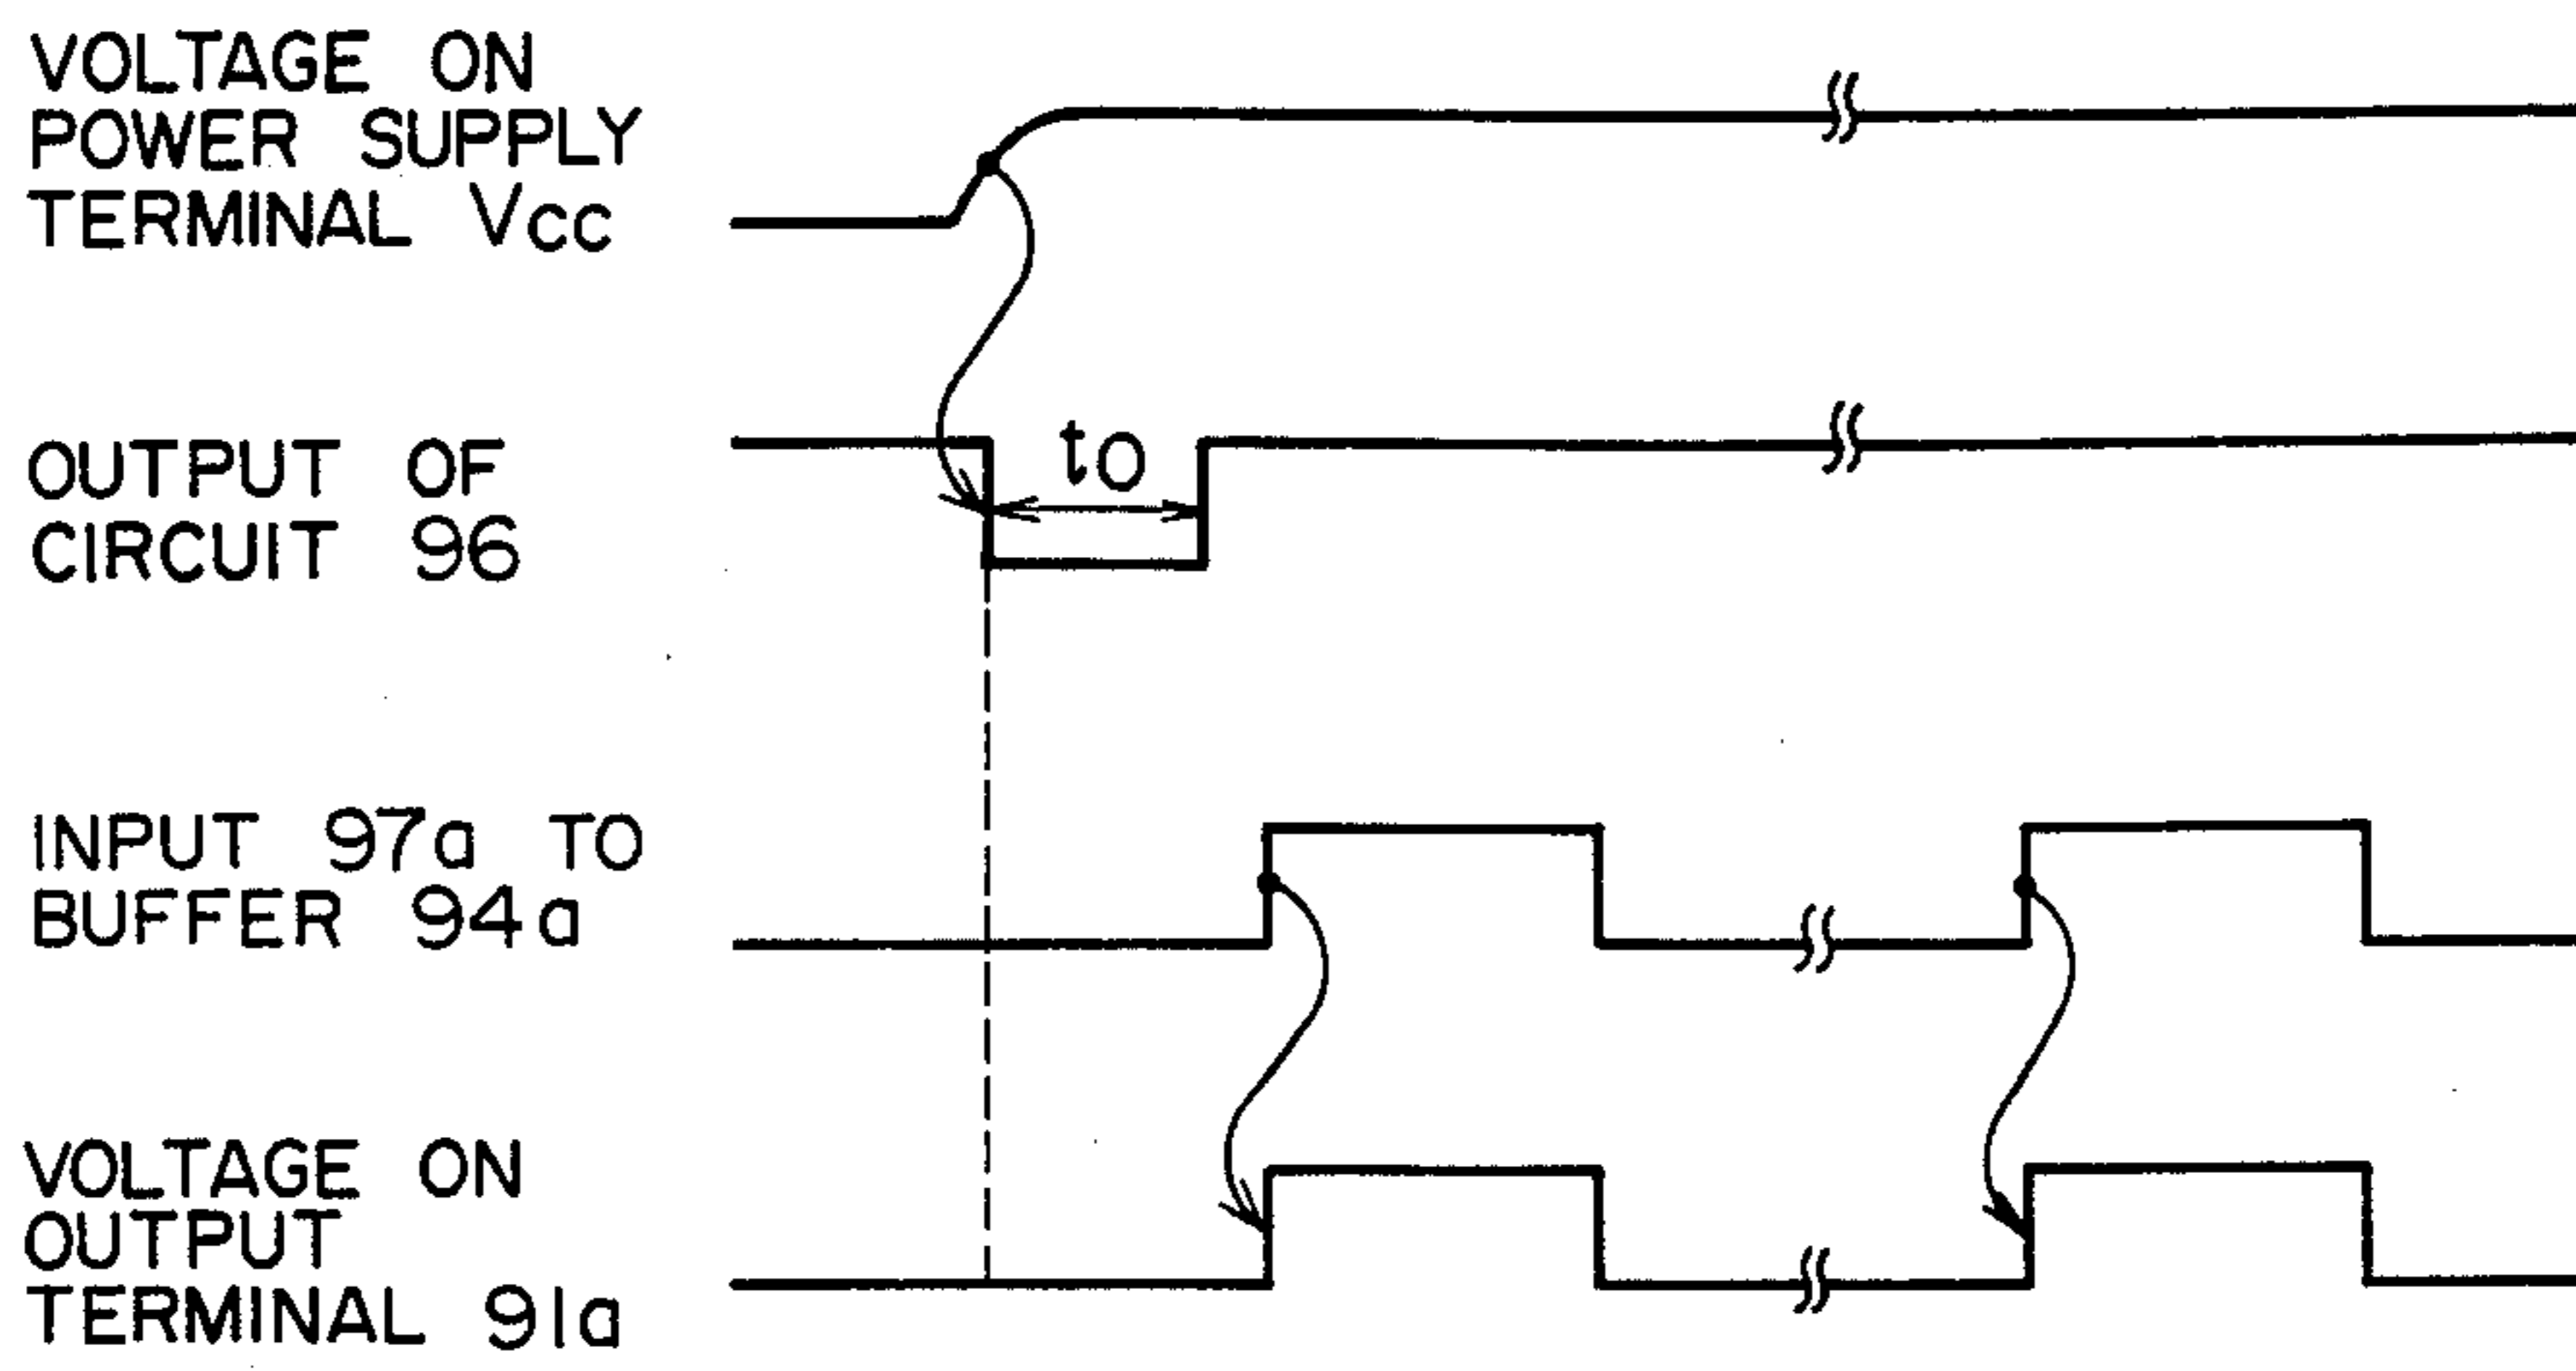 VOLTAGE ON
POWER SUPPLY
TERMINAL Vcc
OUTPUT OF
CIRCUIT 96
to
INPUT 97a TO
BUFFER 94a
VOLTAGE ON
OUTPUT
TERMINAL 91a